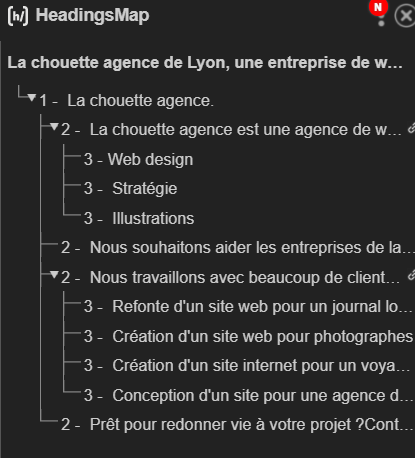 HeadingsMap
N
La chouette agence de Lyon, une entreprise de w...
1 - La chouette agence.
2 - La chouette agence est une agence de w...
3 - Web design
3 - Stratégie
3 - Illustrations
2 - Nous souhaitons aider les entreprises de la...
2 - Nous travaillons avec beaucoup de client...
3 - Refonte d'un site web pour un journal lo...
3 - Création d'un site web pour photographes
3 - Création d'un site internet pour un voya...
3 - Conception d'un site pour une agence d...
2 - Prêt pour redonner vie à votre projet ?Cont...